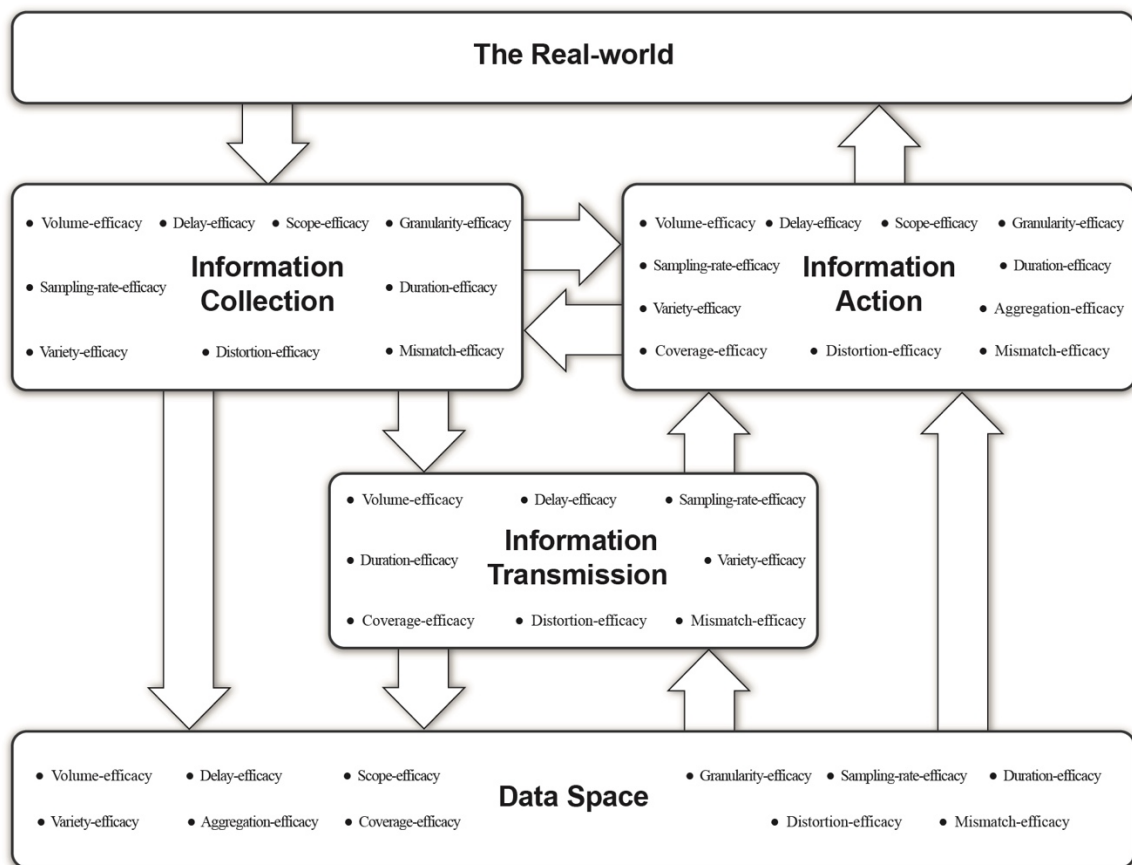 The Real-world
• Volume-efficacy • Delay-efficacy • Scope-efficacy • Granularity-efficacy
Information
Collection
• Sampling-rate-efficacy • Duration-efficacy
• Variety-efficacy • Distortion-efficacy • Mismatch-efficacy
• Volume-efficacy • Delay-efficacy • Scope-efficacy • Granularity-efficacy
• Sampling-rate-efficacy • Duration-efficacy
Information
Action
• Variety-efficacy • Aggregation-efficacy
• Coverage-efficacy • Distortion-efficacy • Mismatch-efficacy
• Volume-efficacy • Delay-efficacy • Sampling-rate-efficacy
Information
Transmission
• Duration-efficacy • Variety-efficacy
• Coverage-efficacy • Distortion-efficacy • Mismatch-efficacy
• Volume-efficacy • Delay-efficacy • Scope-efficacy • Granularity-efficacy • Sampling-rate-efficacy • Duration-efficacy
Data Space
• Variety-efficacy • Aggregation-efficacy • Coverage-efficacy • Distortion-efficacy • Mismatch-efficacy